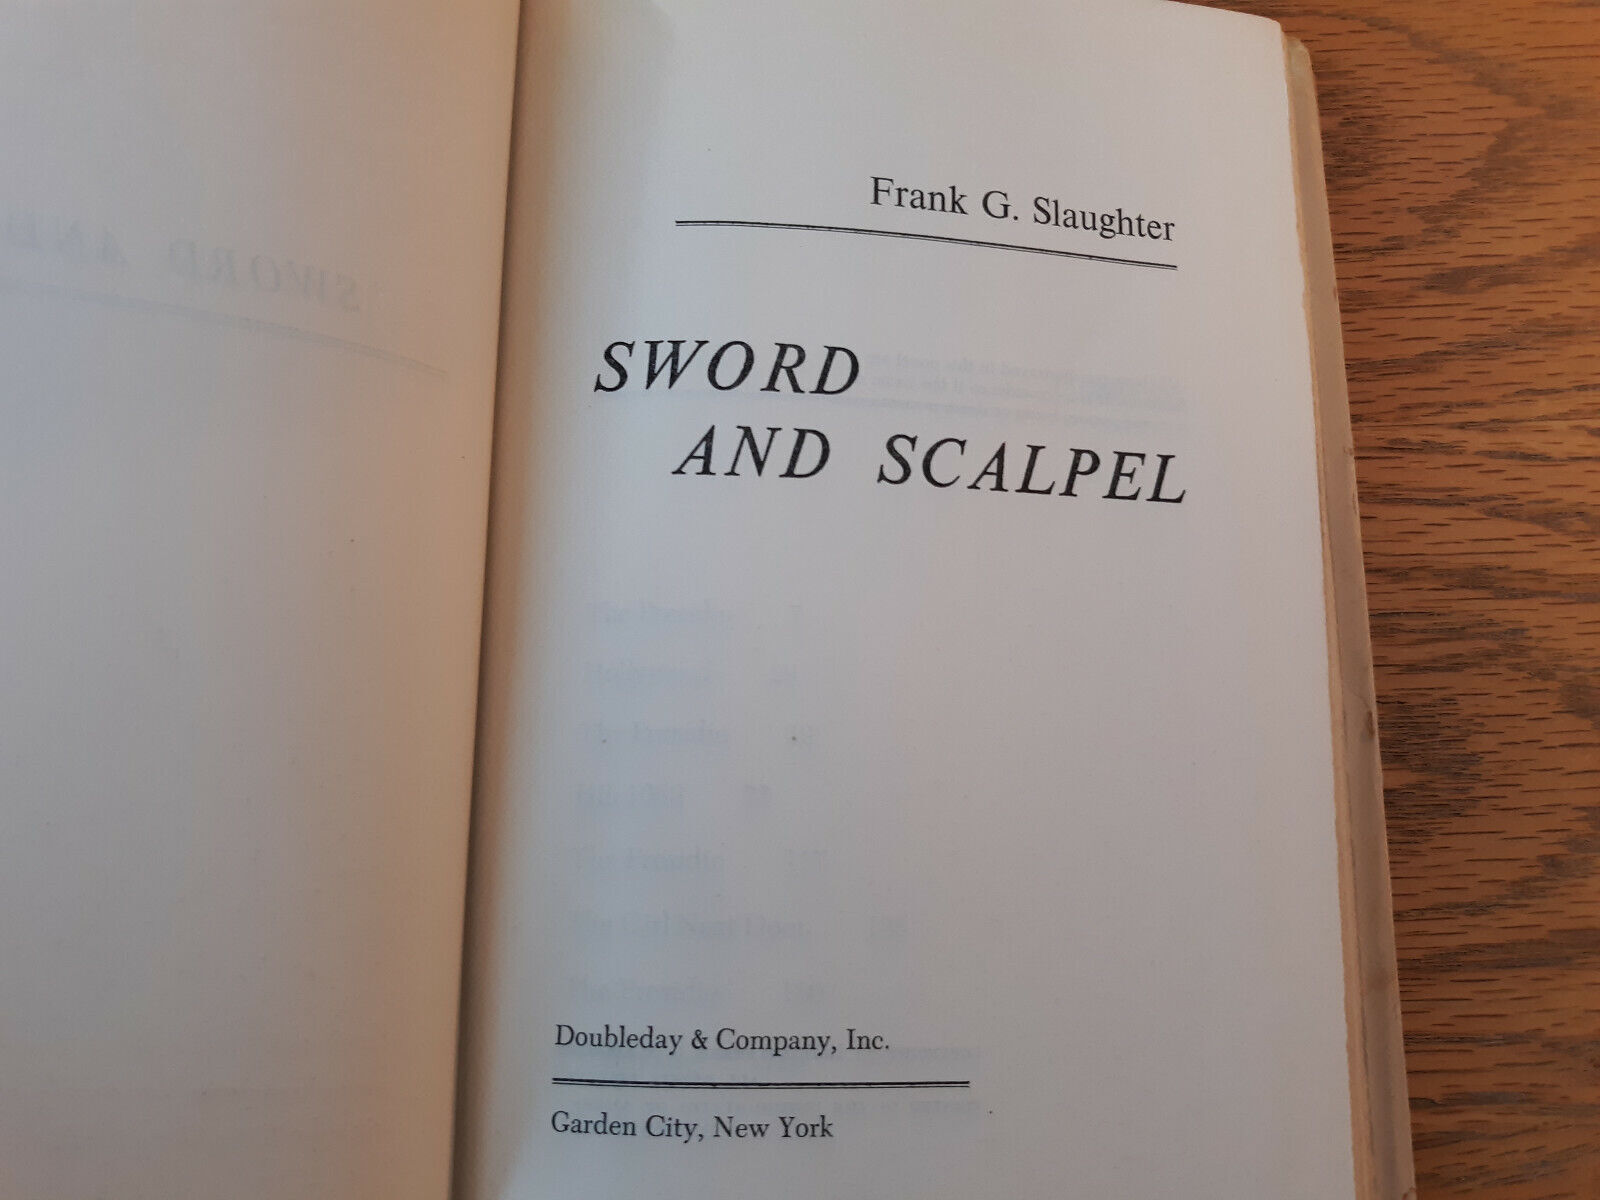 Frank G. Slaughter
SWORD
AND SCALPEL
Doubleday & Company, Inc.
Garden City, New York